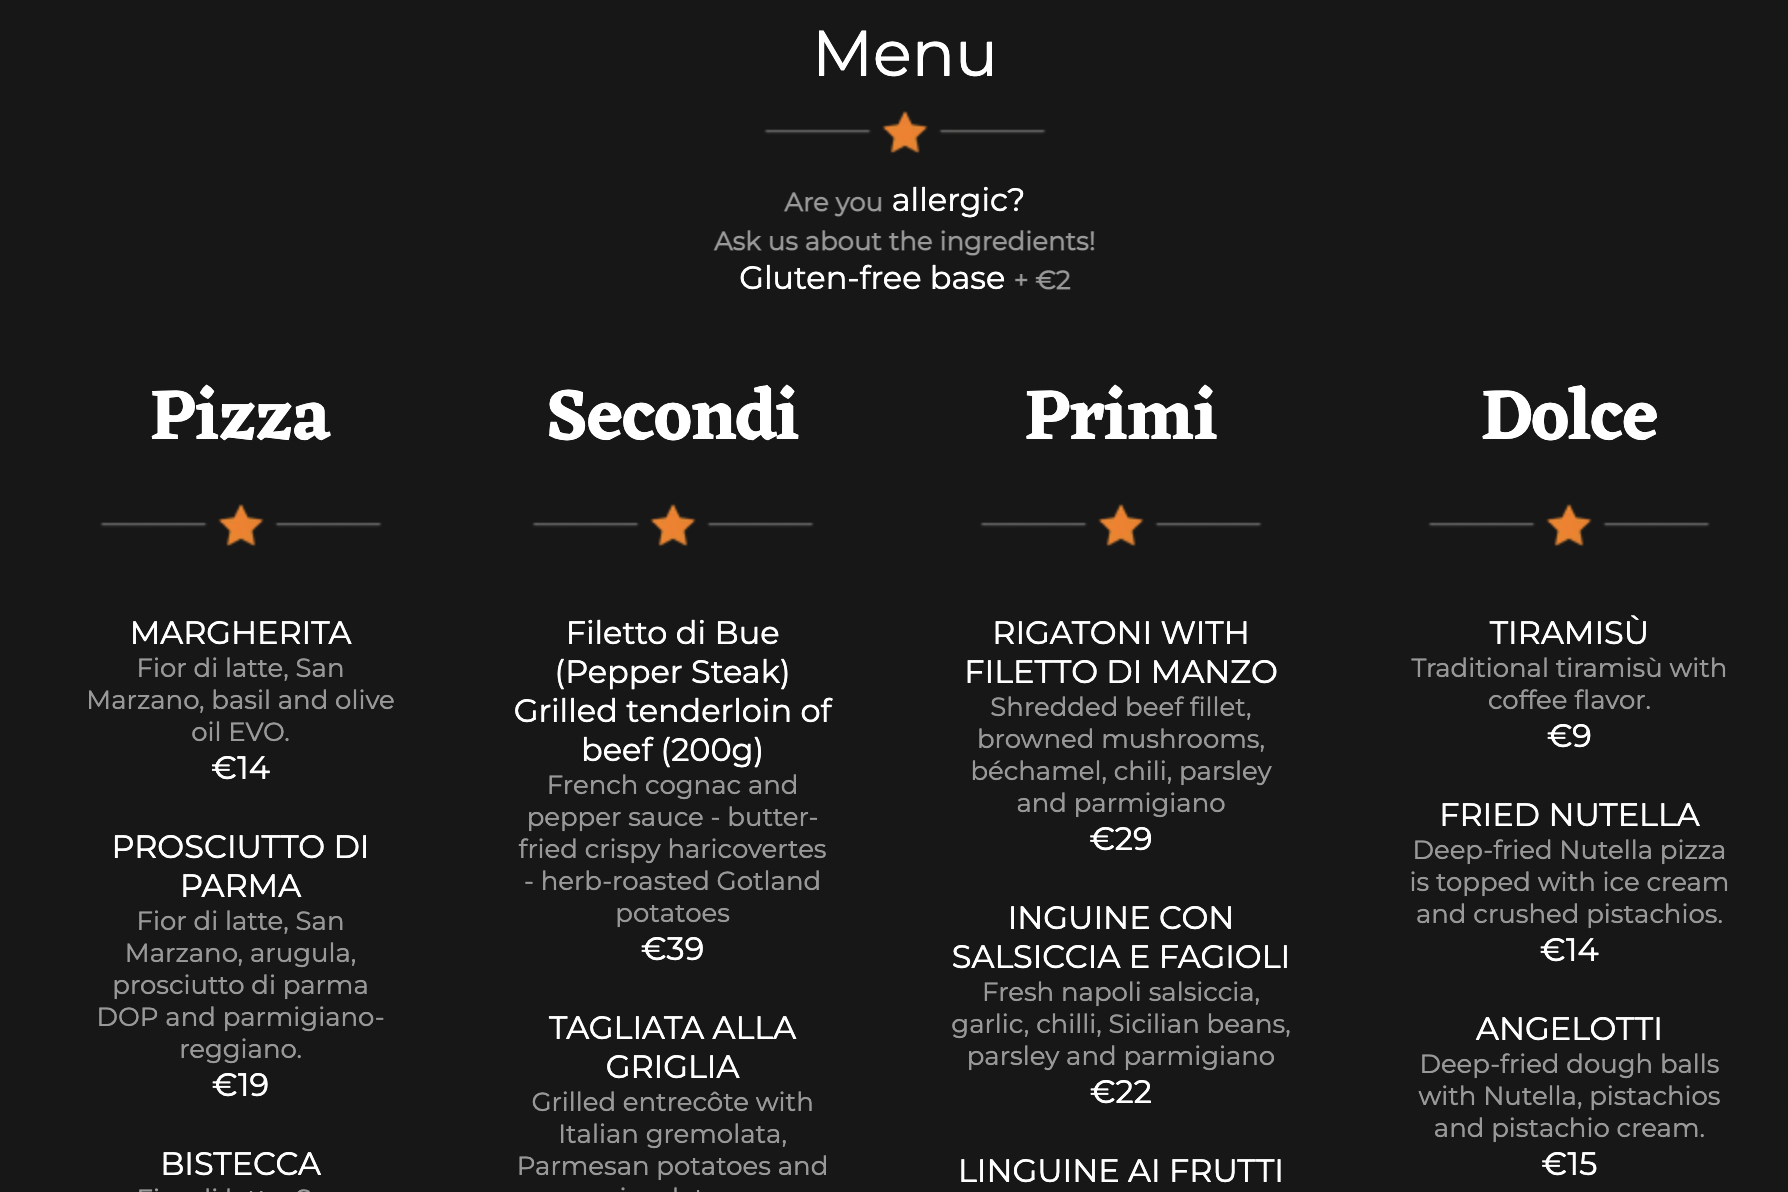 Menu
Are you allergic?
Ask us about the ingredients!
Gluten-free base + €2
Pizza
MARGHERITA
Fior di latte, San
Marzano, basil and olive
oil EVO.
€14
PROSCIUTTO DI
PARMA
Fior di latte, San
Marzano, arugula,
prosciutto di parma
DOP and parmigiano-
reggiano.
€19
BISTECCA
Secondi
Filetto di Bue
(Pepper Steak)
Grilled tenderloin of
beef (200g)
French cognac and
pepper sauce - butter-
fried crispy haricovertes
- herb-roasted Gotland
potatoes
€39
TAGLIATA ALLA
GRIGLIA
Grilled entrecôte with
Italian gremolata,
Parmesan potatoes and
Primi
RIGATONI WITH
FILETTO DI MANZO
Shredded beef fillet,
browned mushrooms,
béchamel, chili, parsley
and parmigiano
€29
INGUINE CON
SALSICCIA E FAGIOLI
Fresh napoli salsiccia,
garlic, chilli, Sicilian beans,
parsley and parmigiano
€22
LINGUINE AI FRUTTI
Dolce
TIRAMISÙ
Traditional tiramisù with
coffee flavor.
€9
FRIED NUTELLA
Deep-fried Nutella pizza
is topped with ice cream
and crushed pistachios.
€14
ANGELOTTI
Deep-fried dough balls
with Nutella, pistachios
and pistachio cream.
€15